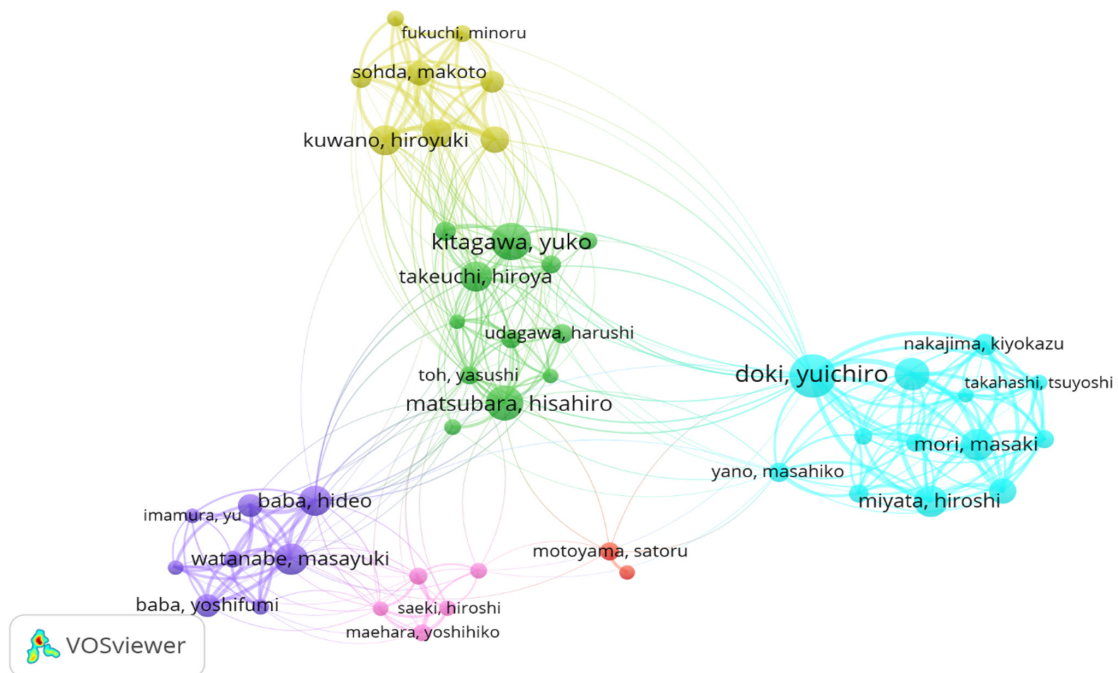 fukuchi, minoru
sohda, makoto
kuwano, hiroyuki
kitagawa, yuko
takeuchi, hiroya
udagawa, harushi
nakajima, kiyokazu
toh, yasushi
doki, yuichiro
takahashi, tsuyoshi
matsubara, hisahiro
mori, masaki
yano, masahiko
baba, hideo
miyata, hiroshi
imamura, yu
motoyama, satoru
watanabe, masayuki
baba, yoshifumi
saeki, hiroshi
maehara, yoshihiko
VOSviewer